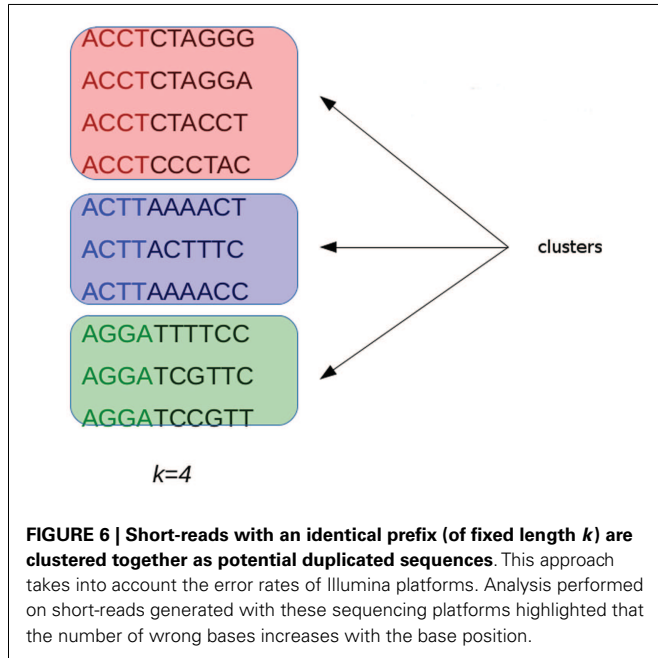 ACCTCTAGGG
ACCTCTAGGA
ACCTCTACCT
ACCTCCCTAC
ACTTAAAACT
ACTTACTTTC
ACTTAAAACC
AGGATTTTCC
AGGATCGTTC
AGGATCCGTT
clusters
k=4
FIGURE 6 | Short-reads with an identical prefix (of fixed length k) are
clustered together as potential duplicated sequences. This approach
takes into account the error rates of Illumina platforms. Analysis performed
on short-reads generated with these sequencing platforms highlighted that
the number of wrong bases increases with the base position.